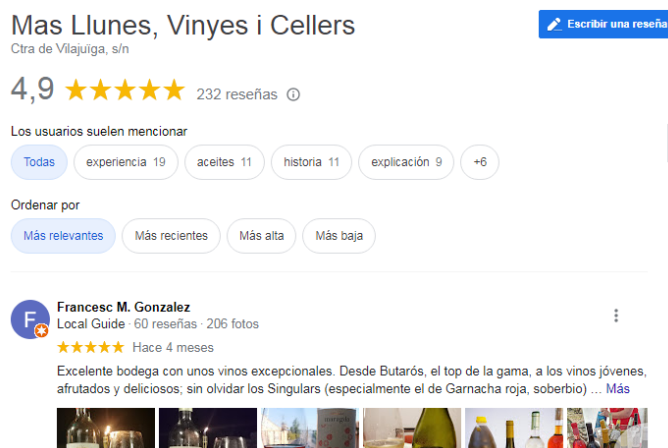 Mas Llunes, Vinyes i Cellers
Escribir una reseña
Ctra de Vilajuïga, s/n
4,9 232 reseñas
Los usuarios suelen mencionar
Todas experiencia 19 aceites 11 historia 11 explicación 9 +6
Ordenar por
Más relevantes Más recientes Más alta Más baja
F
Francesc M. Gonzalez
Local Guide · 60 reseñas · 206 fotos
Hace 4 meses
Excelente bodega con unos vinos excepcionales. Desde Butarós, el top de la gama, a los vinos jóvenes,
afrutados y deliciosos; sin olvidar los Singulars (especialmente el de Garnacha roja, soberbio) ... Más